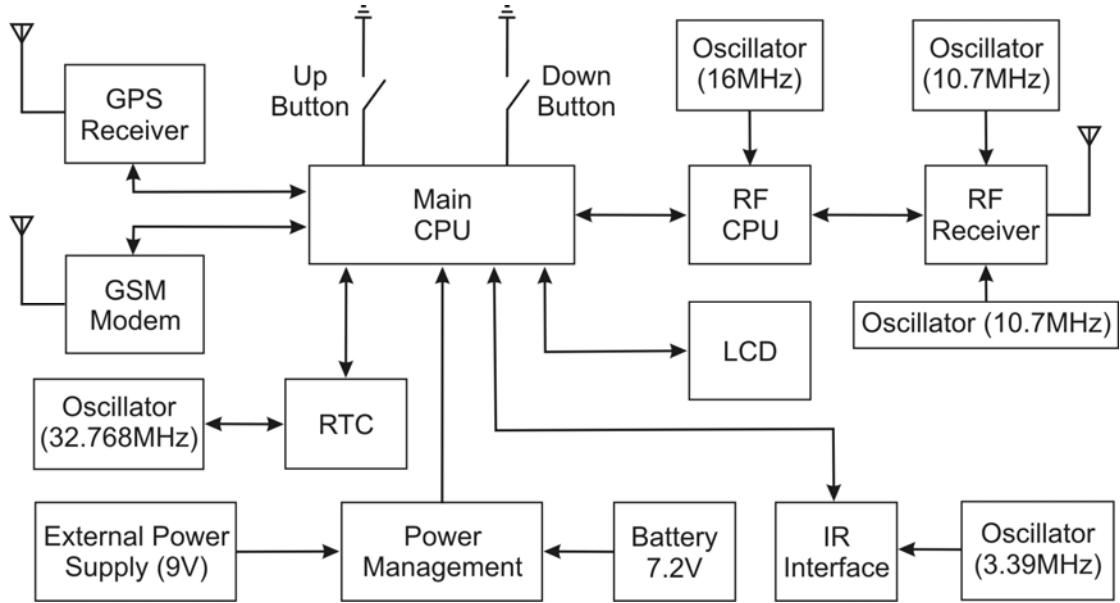 Oscillator
(16MHz)
Oscillator
(10.7MHz)
Up
Button
Down
Button
GPS
Receiver
Main
CPU
RF
CPU
RF
Receiver
GSM
Modem
Oscillator (10.7MHz)
LCD
Oscillator
(32.768MHz)
RTC
External Power
Supply (9V)
Power
Management
Battery
7.2V
IR
Interface
Oscillator
(3.39MHz)